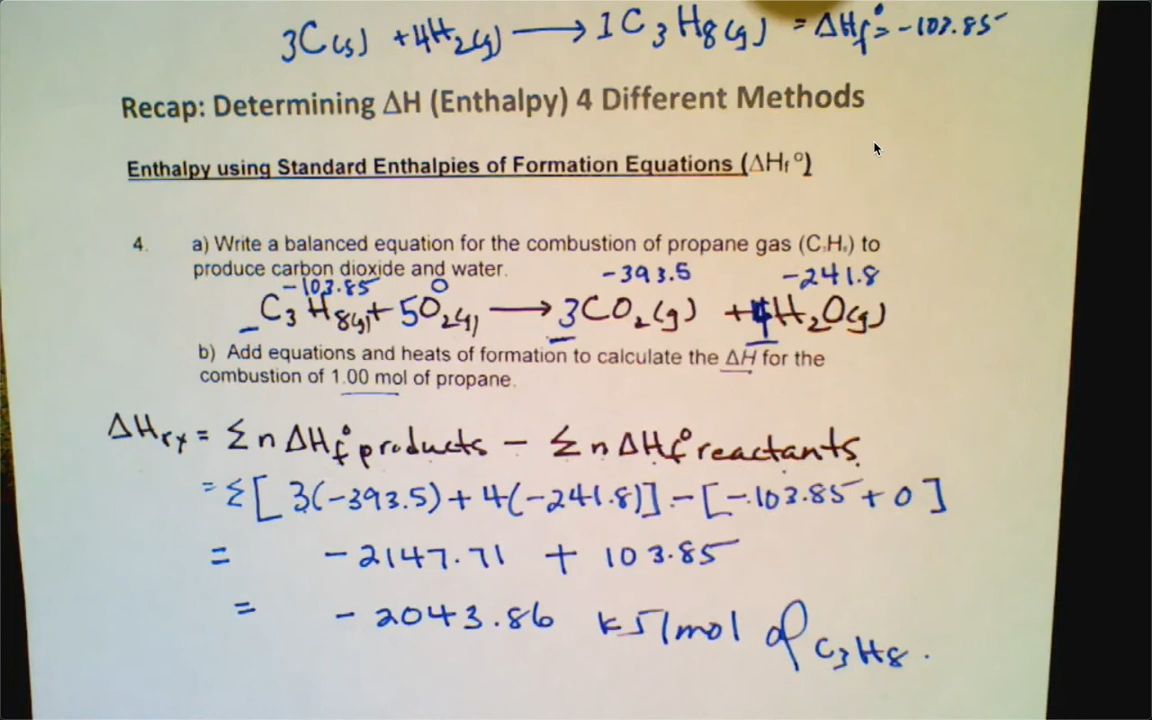 3C(s) + 4H2(g) ⟶ 1C3H8(g) = ΔHf° = -103.85
Recap: Determining ΔH (Enthalpy) 4 Different Methods
Enthalpy using Standard Enthalpies of Formation Equations (ΔHf°)
4. a) Write a balanced equation for the combustion of propane gas (C3H8) to
produce carbon dioxide and water.
-103.85 0 -393.5 -241.8
C3H8(g) + 5O2(g) ⟶ 3CO2(g) + 4H2O(g)
b) Add equations and heats of formation to calculate the ΔH for the
combustion of 1.00 mol of propane.
ΔHrx = Σn ΔHf° products - Σn ΔHf° reactants
= Σ[ 3(-393.5) + 4(-241.8)] - [-103.85 + 0]
= -2147.71 + 103.85
= -2043.86 kJ/mol of C3H8.